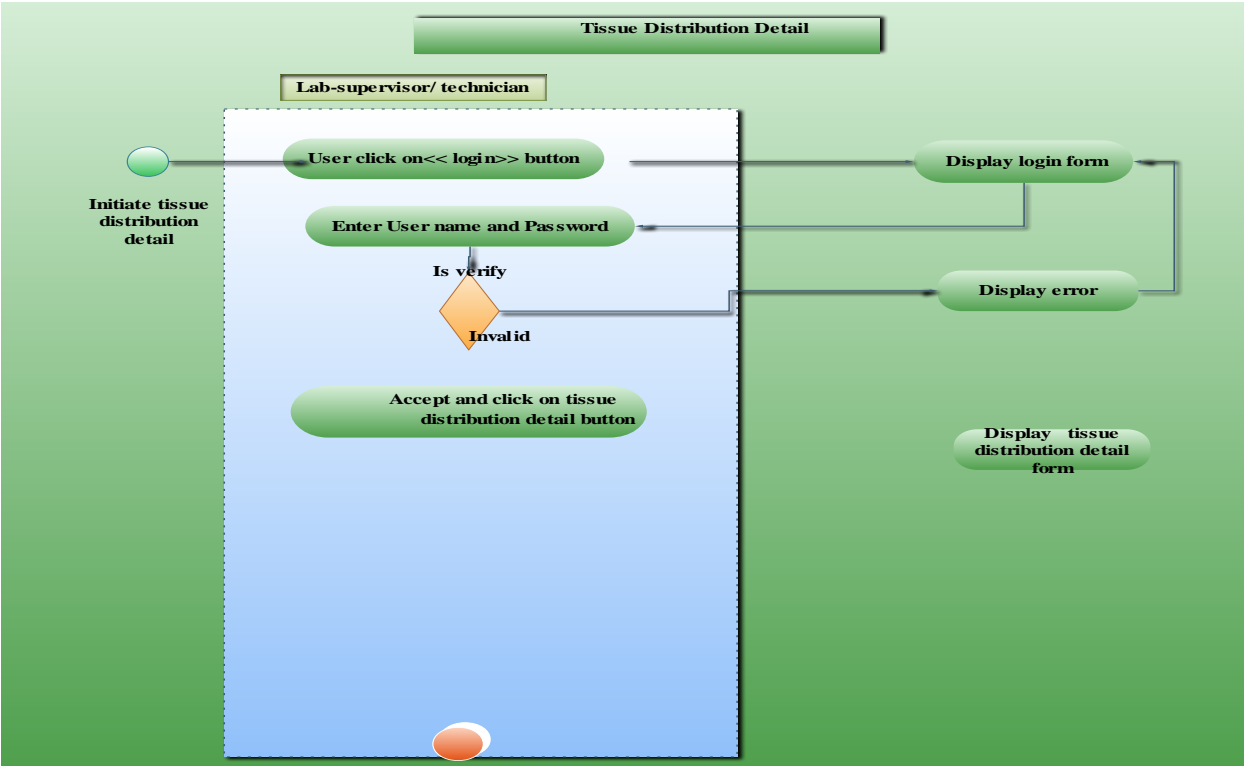 Tissue Distribution Detail
Lab-supervisor/ technician
User click on<< login>> button
Display login form
Initiate tissue
distribution
detail
Enter User name and Password
Is verify
Display error
Invalid
Accept and click on tissue
distribution detail button
Display tissue
distribution detail
form